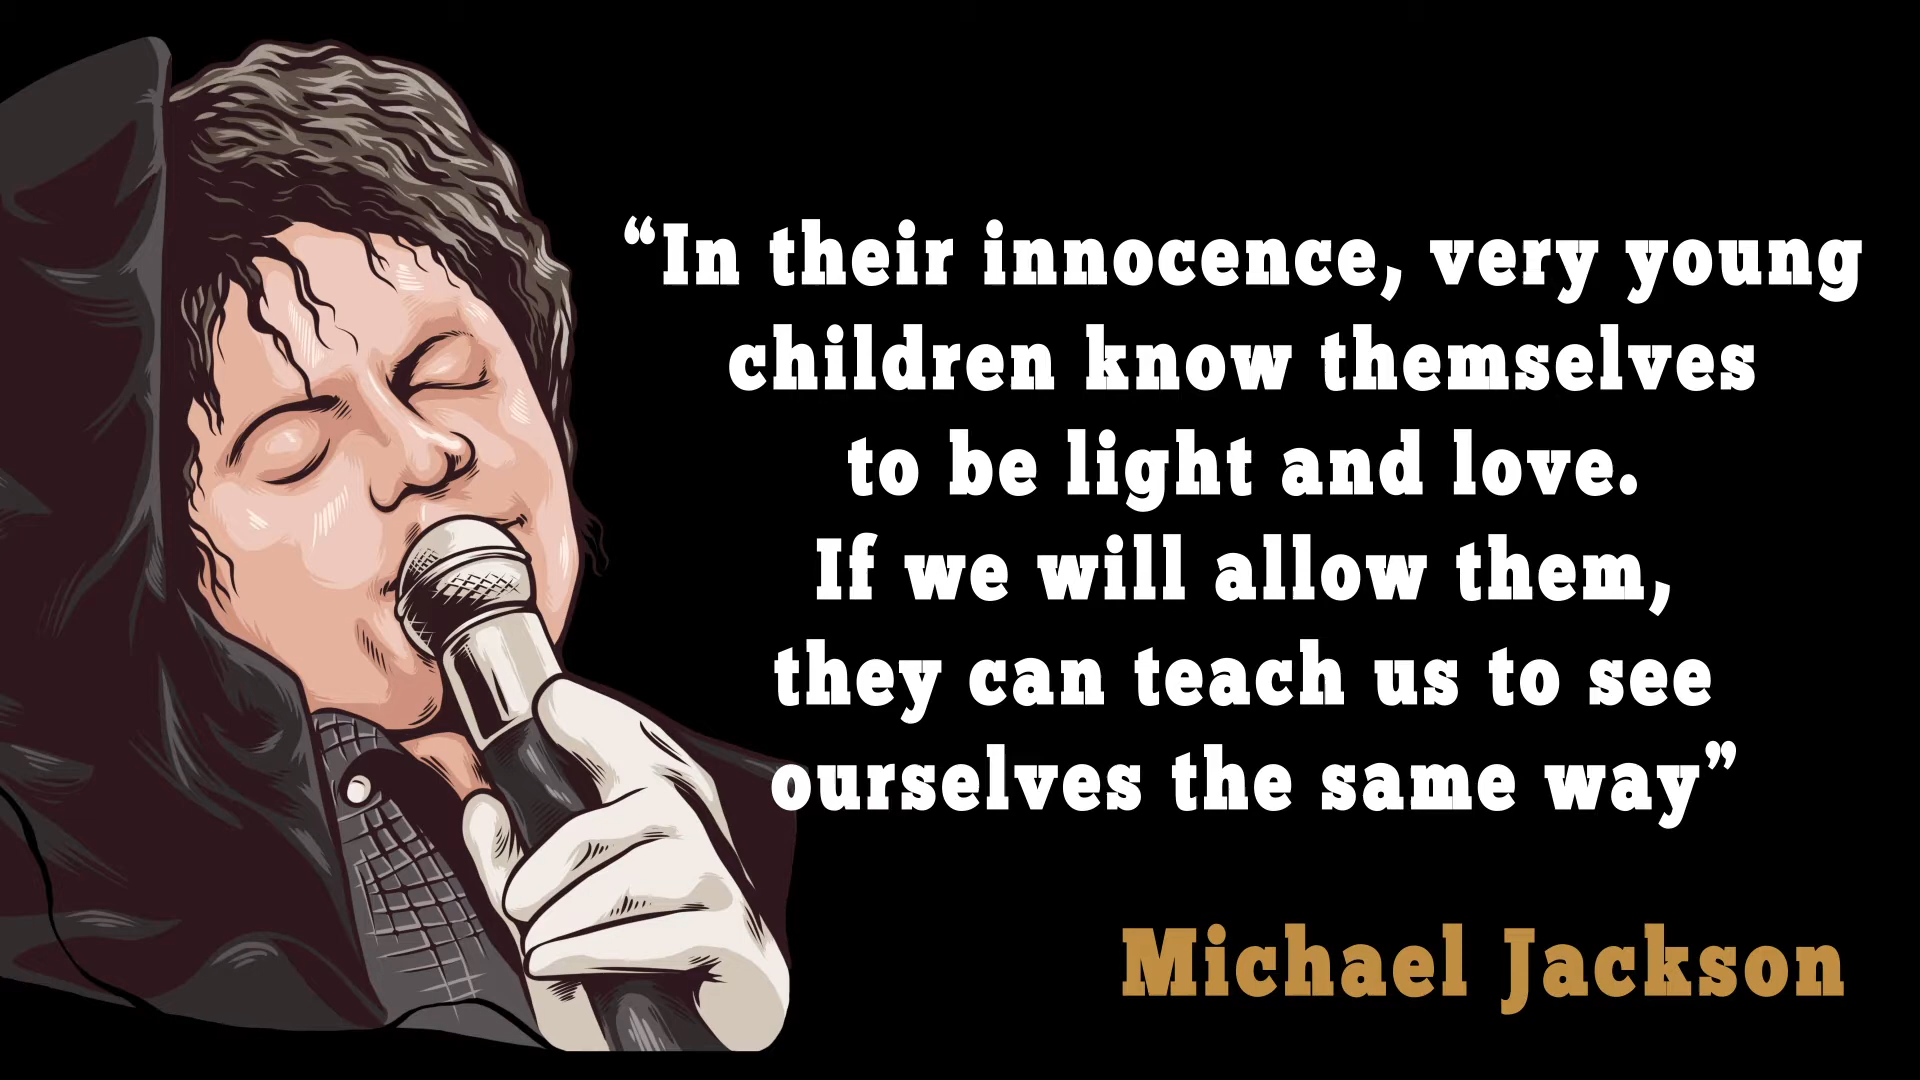 “In their innocence, very young
children know themselves
to be light and love.
If we will allow them,
they can teach us to see
ourselves the same way”
Michael Jackson